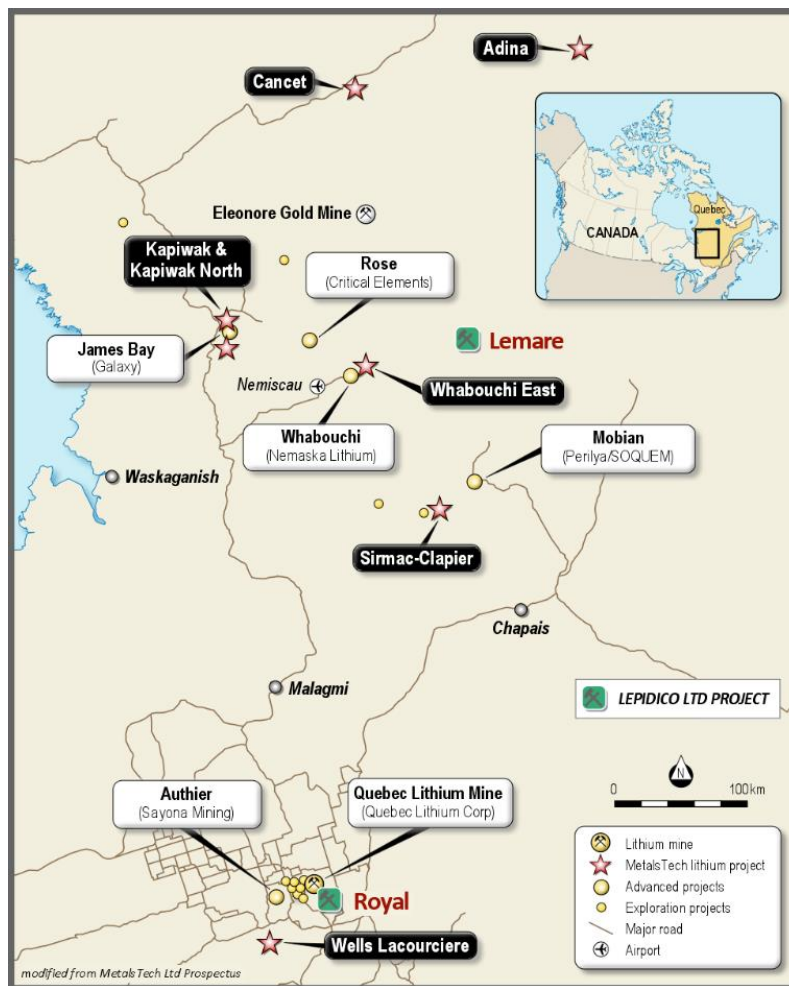 Adina
Cancet
Quebec
CANADA
Eleonore Gold Mine
Kapiwak &
Kapiwak North
Rose
(Critical Elements)
James Bay
(Galaxy)
Lemare
Nemiscau
Whabouchi East
Whabouchi
(Nemaska Lithium)
Mobian
(Perilya/SOQUEM)
Waskaganish
Sirmac-Clapier
Chapais
Malagmi
LEPIDICO LTD PROJECT
N
0 100km
Authier
(Sayona Mining)
Quebec Lithium Mine
(Quebec Lithium Corp)
Royal
Wells Lacourciere
Lithium mine
MetalsTech lithium project
Advanced projects
Exploration projects
Major road
Airport
modified from MetalsTech Ltd Prospectus